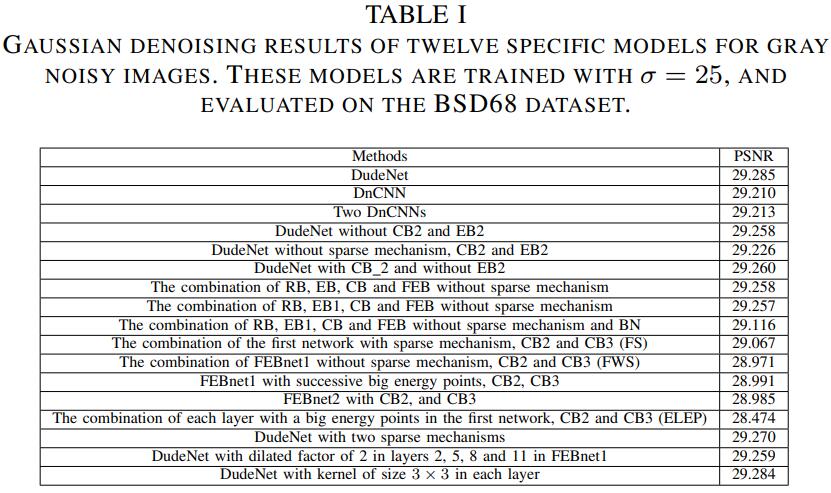 TABLE I
GAUSSIAN DENOISING RESULTS OF TWELVE SPECIFIC MODELS FOR GRAY
NOISY IMAGES. THESE MODELS ARE TRAINED WITH σ = 25, AND
EVALUATED ON THE BSD68 DATASET.
Methods PSNR
DudeNet 29.285
DnCNN 29.210
Two DnCNNs 29.213
DudeNet without CB2 and EB2 29.258
DudeNet without sparse mechanism, CB2 and EB2 29.226
DudeNet with CB_2 and without EB2 29.260
The combination of RB, EB, CB and FEB without sparse mechanism 29.258
The combination of RB, EB1, CB and FEB without sparse mechanism 29.257
The combination of RB, EB1, CB and FEB without sparse mechanism and BN 29.116
The combination of the first network with sparse mechanism, CB2 and CB3 (FS) 29.067
The combination of FEBnet1 without sparse mechanism, CB2 and CB3 (FWS) 28.971
FEBnet1 with successive big energy points, CB2, CB3 28.991
FEBnet2 with CB2, and CB3 28.985
The combination of each layer with a big energy points in the first network, CB2 and CB3 (ELEP) 28.474
DudeNet with two sparse mechanisms 29.270
DudeNet with dilated factor of 2 in layers 2, 5, 8 and 11 in FEBnet1 29.259
DudeNet with kernel of size 3 × 3 in each layer 29.284